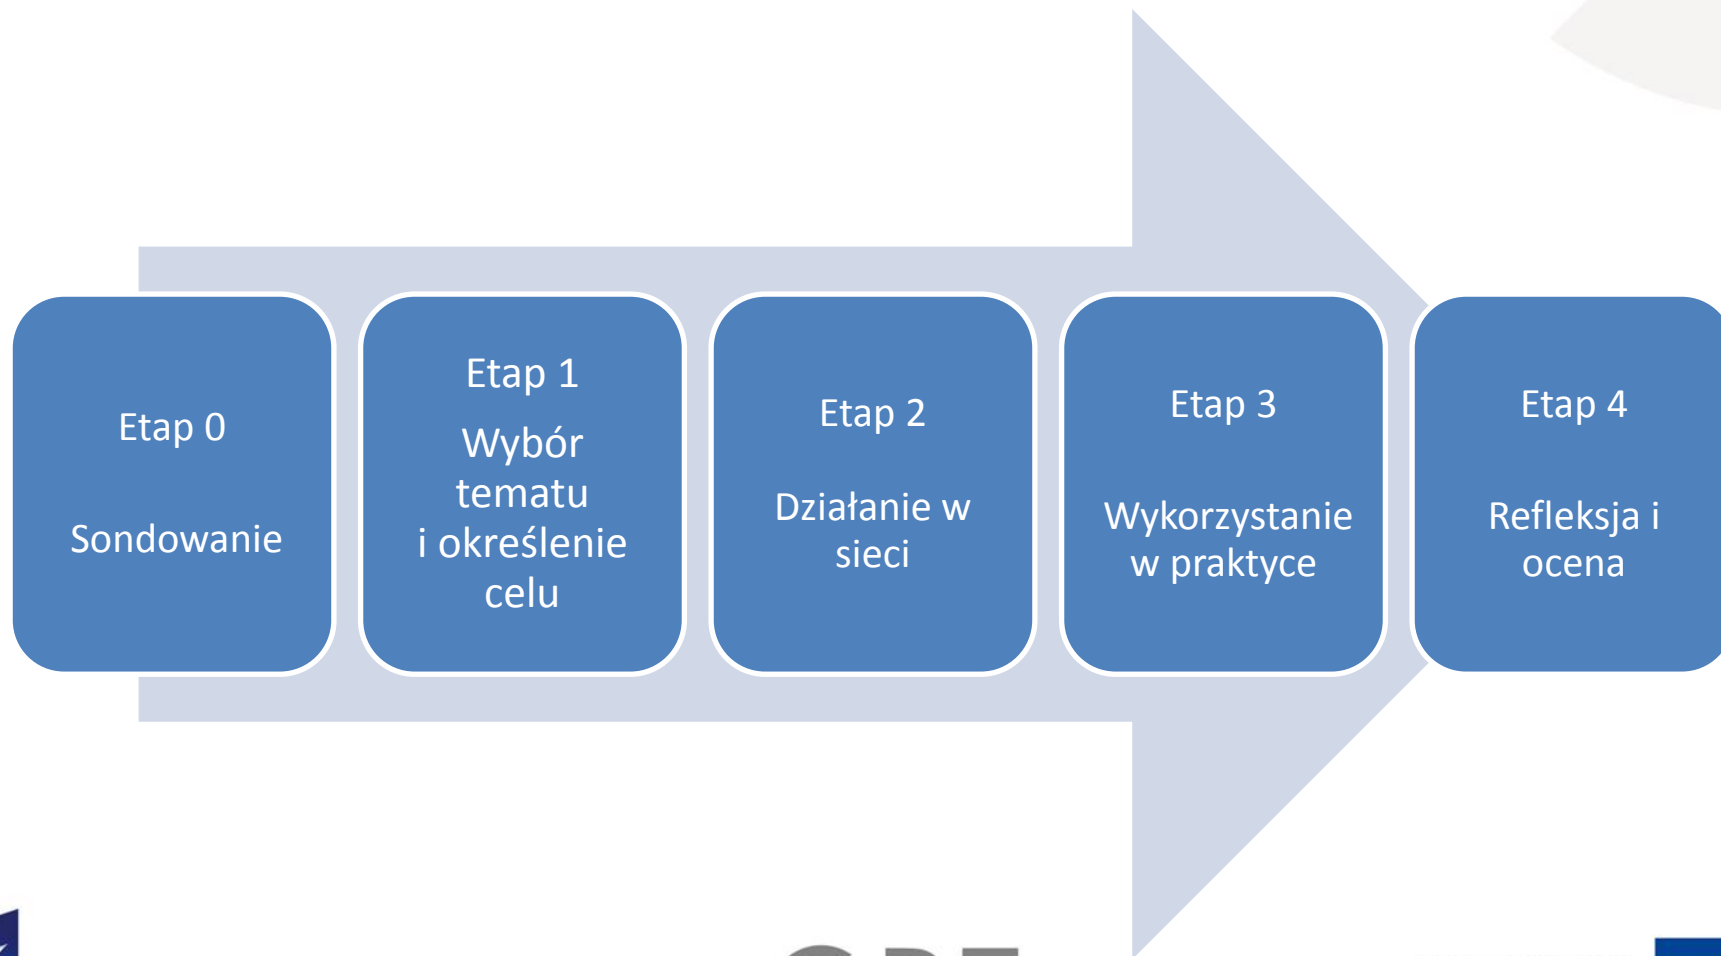 Etap 0
Sondowanie
Etap 1
Wybór
tematu
i określenie
celu
Etap 2
Działanie w
sieci
Etap 3
Wykorzystanie
w praktyce
Etap 4
Refleksja i
ocena